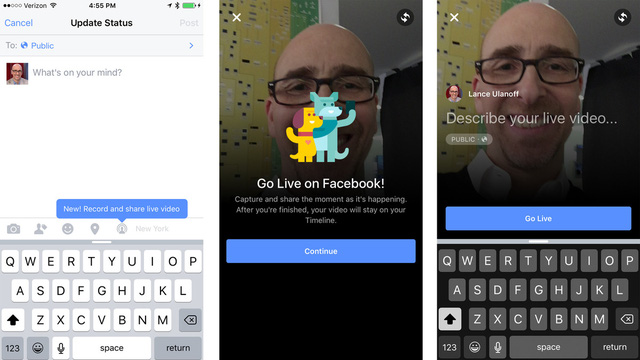 Verizon
4:55 PM
Cancel
Update Status
Post
To:
Public
What's on your mind?
New! Record and share live video
New York
Q W E R T Y U I O P
A S D F G H J K L
Z X C V B N M
123
space
return
Go Live on Facebook!
Capture and share the moment as it's happening.
After you're finished, your video will stay on your
Timeline.
Continue
Lance Ulanoff
Describe your live video...
PUBLIC
Go Live
Q W E R T Y U I O P
A S D F G H J K L
Z X C V B N M
123
space
return